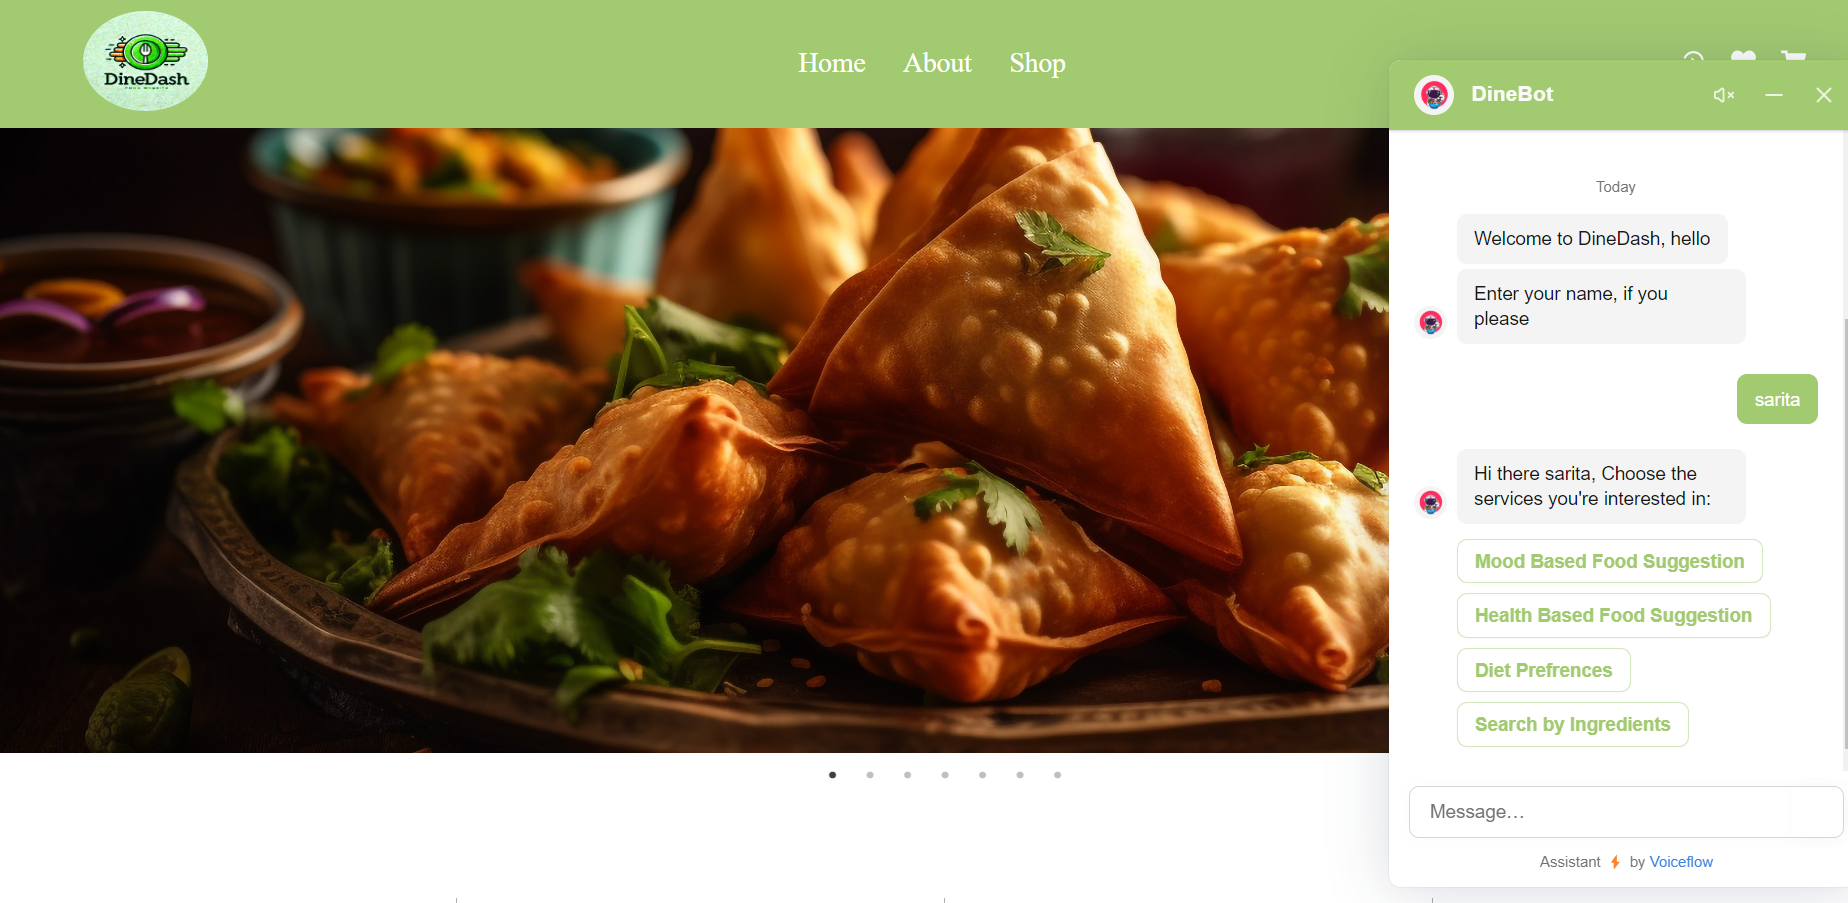 DineDash
FOOD WEBSITE
Home
About
Shop
DineBot
Today
Welcome to DineDash, hello
Enter your name, if you
please
sarita
Hi there sarita, Choose the
services you're interested in:
Mood Based Food Suggestion
Health Based Food Suggestion
Diet Prefrences
Search by Ingredients
Message...
Assistant by Voiceflow